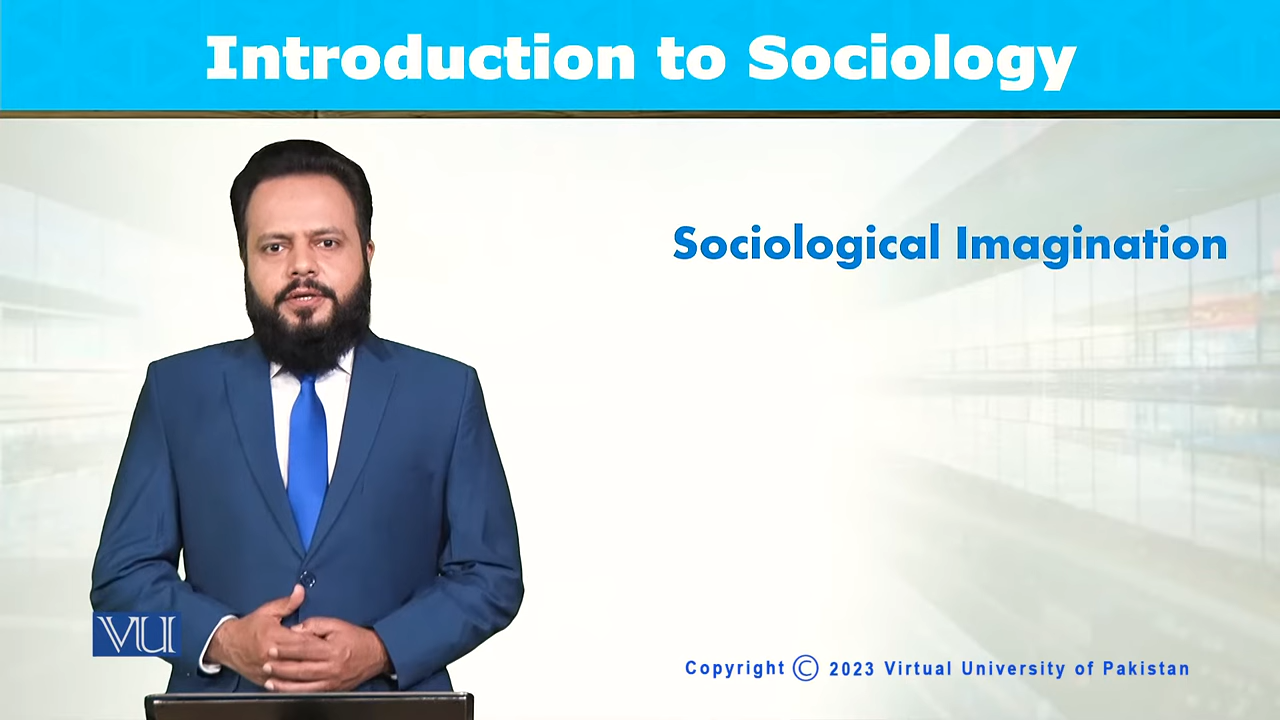 Introduction to Sociology
Sociological Imagination
VU
Copyright © 2023 Virtual University of Pakistan